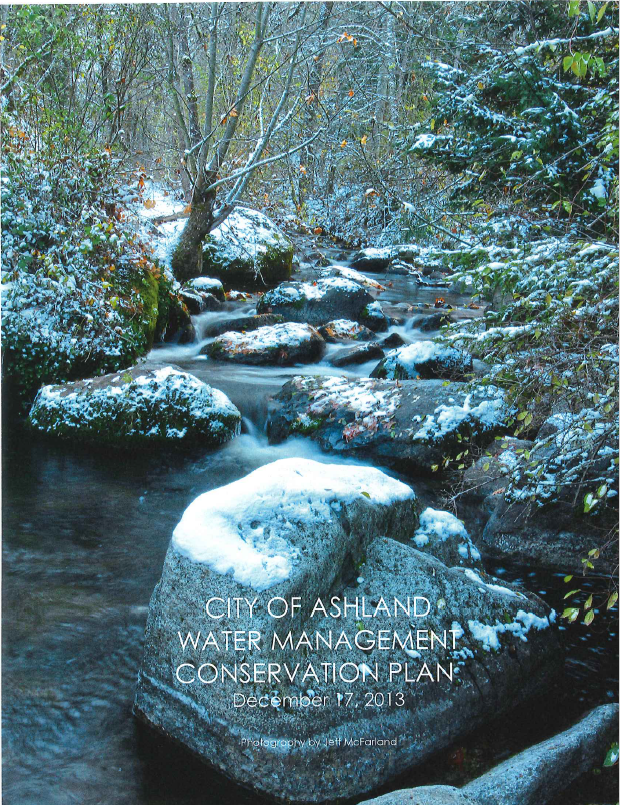 CITY OF ASHLAND
WATER MANAGEMENT
CONSERVATION PLAN
December 17, 2013
Photography by Jeff McFarland